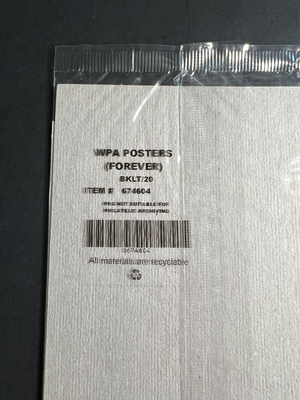 WPA POSTERS
(FOREVER)
BKLT/20
ITEM # 674604
PKG NOT SUITABLE FOR
PHILATELIC ARCHIVING
674604
All materials are recyclable